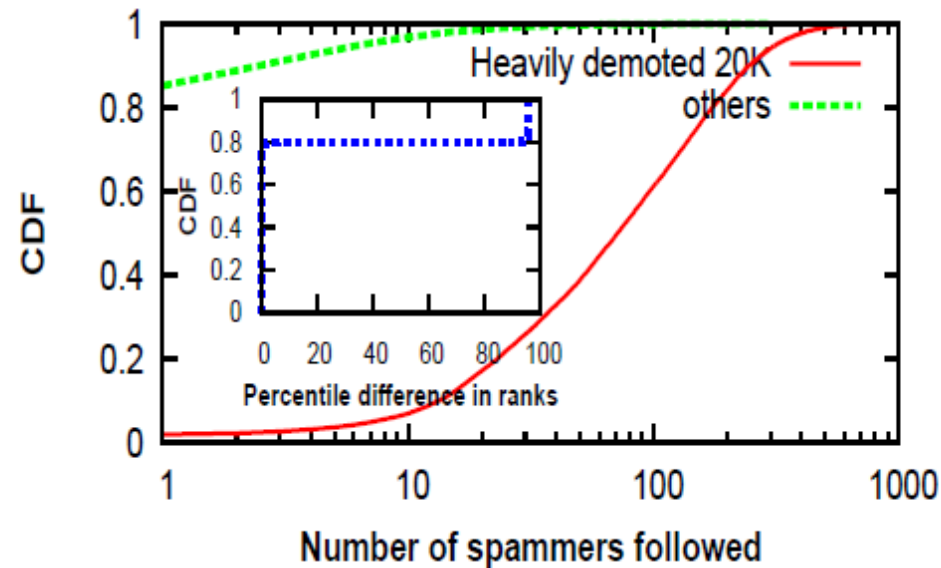 CDF
1
0.8
0.6
0.4
0.2
0
1 10 100 1000
Number of spammers followed
Heavily demoted 20K
others
CDF
1
0.8
0.6
0.4
0.2
0
0 20 40 60 80 100
Percentile difference in ranks